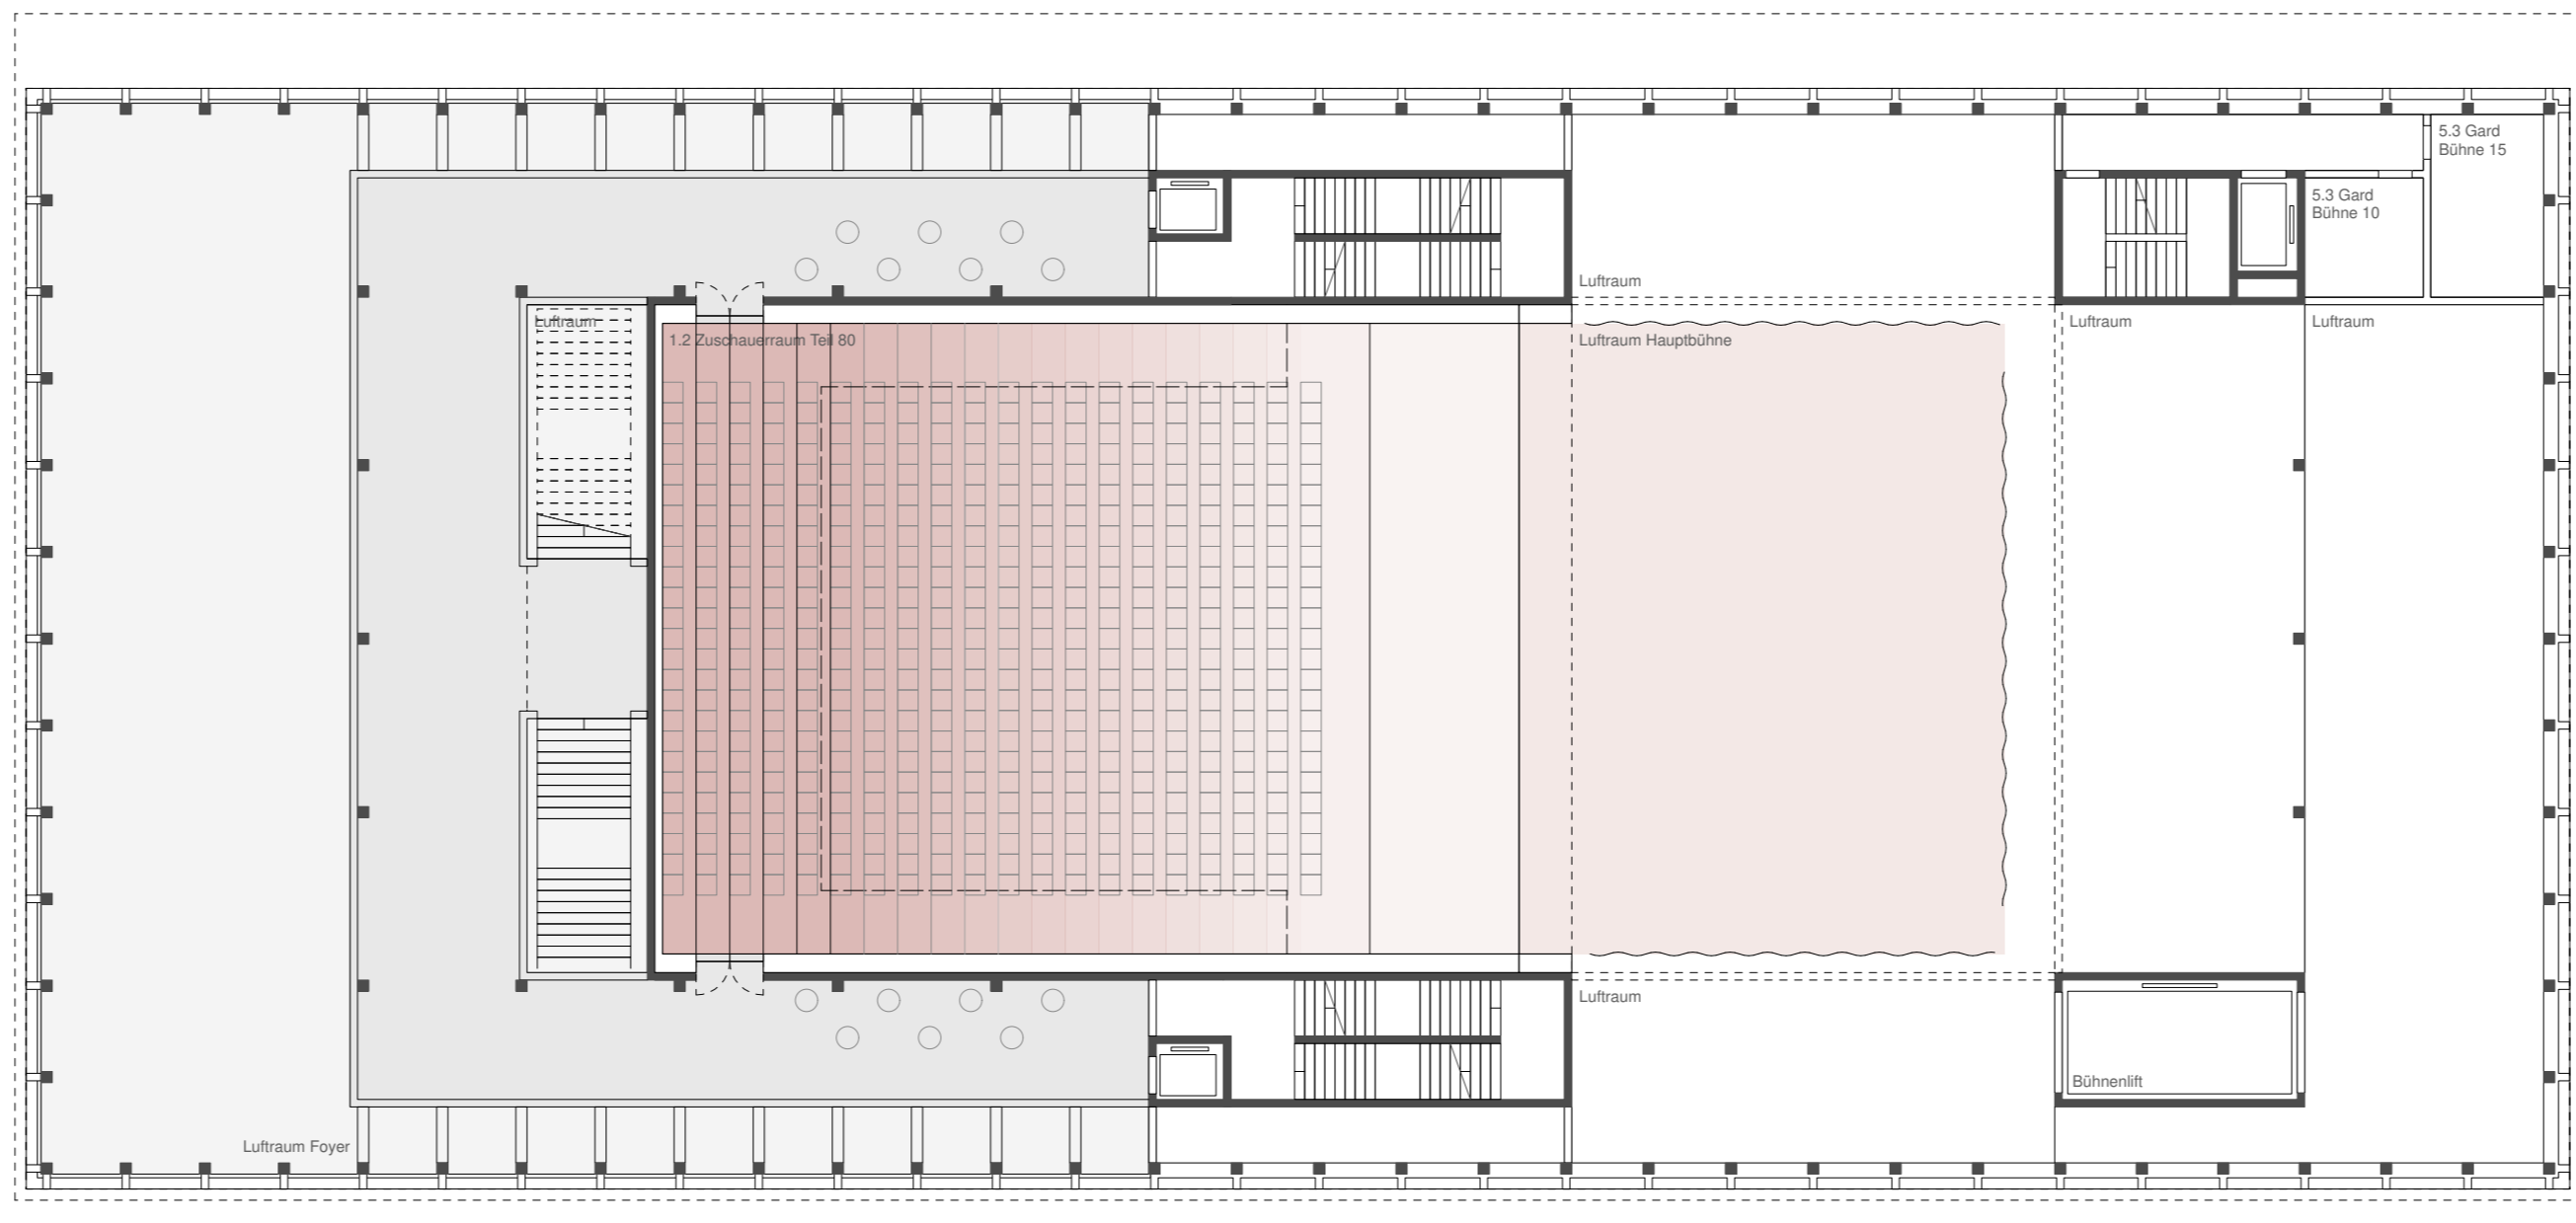 5.3 Gard
Bühne 15
5.3 Gard
Bühne 10
Luftraum
Luftraum
Luftraum
Luftraum
1.2 Zuschauerraum Teil 80
Luftraum Hauptbühne
Luftraum
Bühnenlift
Luftraum Foyer